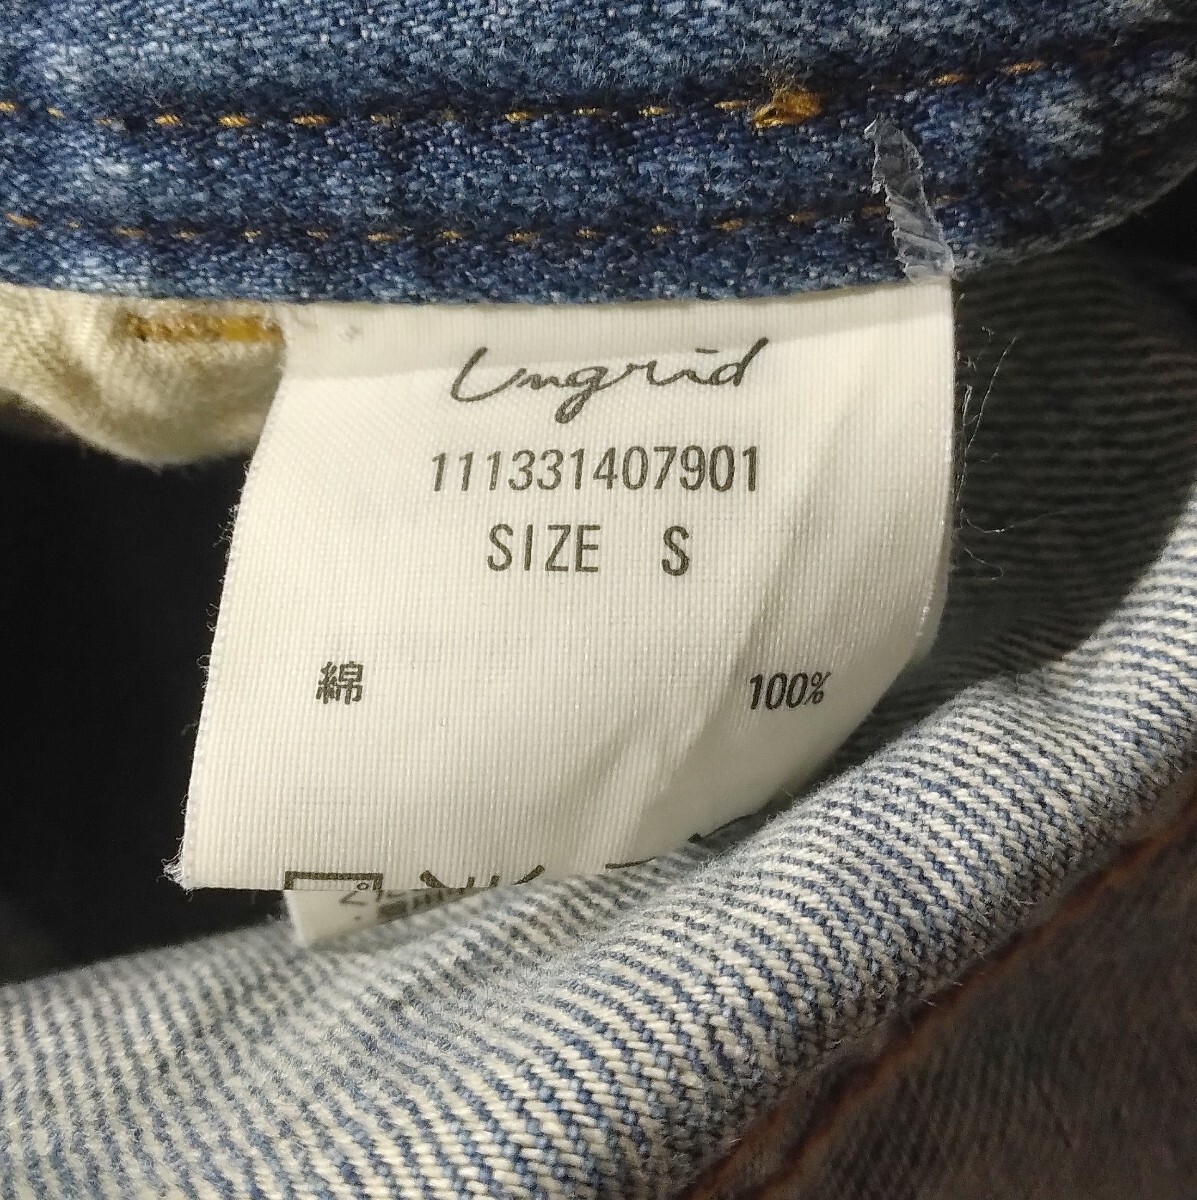 Ungrid
111331407901
SIZE S
綿 100%